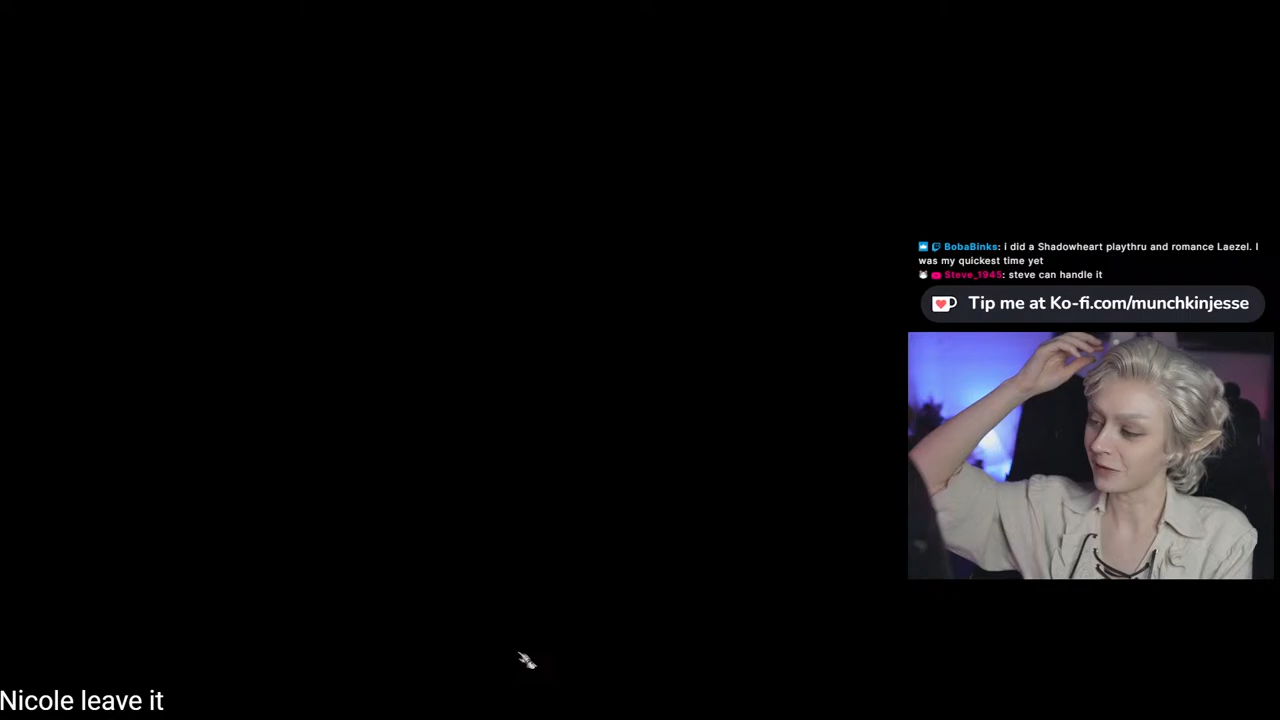 BobaBinks: i did a Shadowheart playthru and romance Laezel. I
was my quickest time yet
Steve_1945: steve can handle it
Tip me at Ko-fi.com/munchkinjesse
Nicole leave it